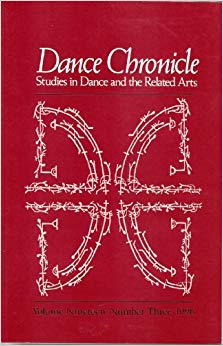 Dance Chronicle
Studies in Dance and the Related Arts
Volume Nineteen Number Three 1996